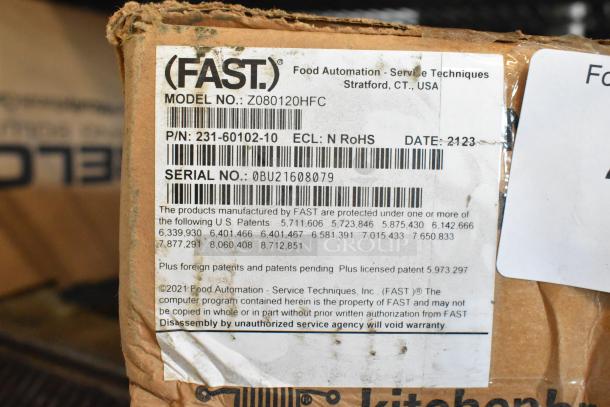 (FAST.)®
Food Automation - Service Techniques
Stratford, CT., USA
MODEL NO.: Z080120HFC
P/N: 231-60102-10 ECL: N RoHS DATE: 2123
SERIAL NO.: 0BU21608079
The products manufactured by FAST are protected under one or more of
the following U.S. Patents 5,711,606 5,723,846 5,875,430 6,142,666
6,339,930 6,401,466 6,401,467 6,581,391 7,015,433 7,650,833
7,877,291 8,060,408 8,712,851
GROUP
Plus foreign patents and patents pending Plus licensed patent 5,973,297
©2021 Food Automation - Service Techniques, Inc. (FAST.)® The
computer program contained herein is the property of FAST and may not
be copied in whole or in part without prior written authorization from FAST
Disassembly by unauthorized service agency will void warranty
Fo
kitchenbr